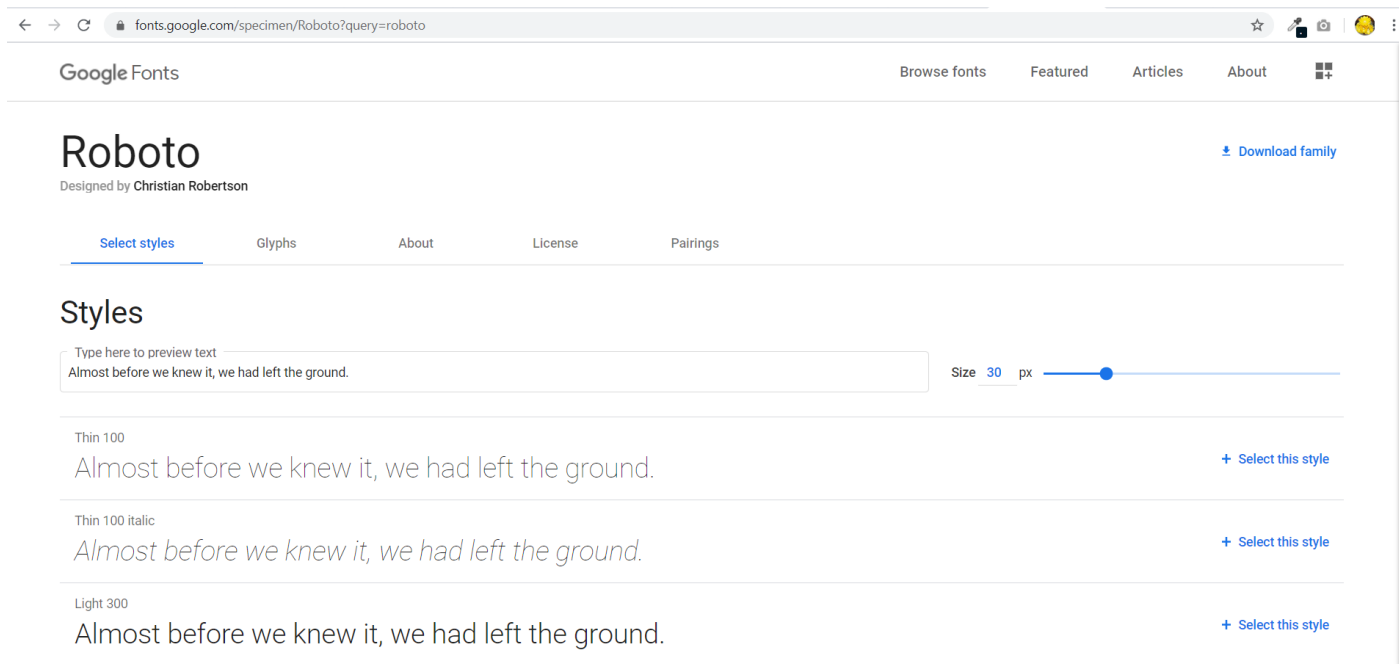 fonts.google.com/specimen/Roboto?query=roboto
Google Fonts Browse fonts Featured Articles About
Roboto
Download family
Designed by Christian Robertson
Select styles Glyphs About License Pairings
Styles
Type here to preview text
Almost before we knew it, we had left the ground. Size 30 px
Thin 100
Almost before we knew it, we had left the ground. + Select this style
Thin 100 italic
Almost before we knew it, we had left the ground. + Select this style
Light 300
Almost before we knew it, we had left the ground. + Select this style